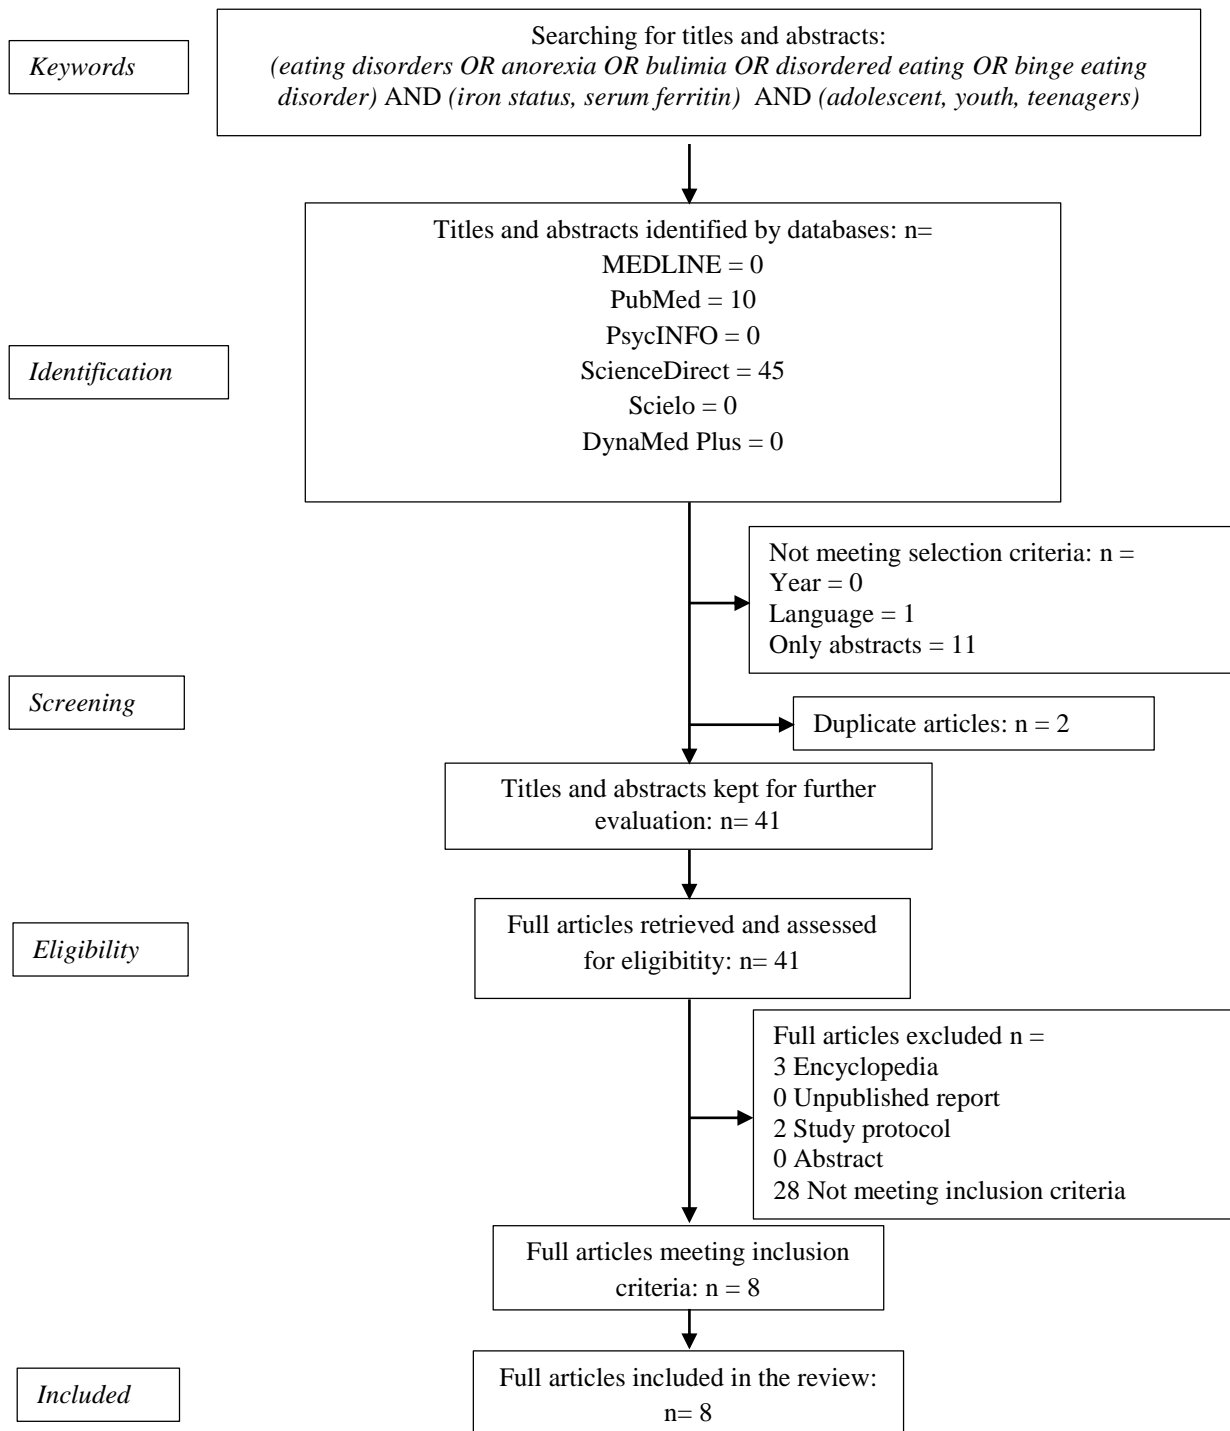 Keywords
Searching for titles and abstracts:
(eating disorders OR anorexia OR bulimia OR disordered eating OR binge eating
disorder) AND (iron status, serum ferritin) AND (adolescent, youth, teenagers)
Identification
Titles and abstracts identified by databases: n=
MEDLINE = 0
PubMed = 10
PsycINFO = 0
ScienceDirect = 45
Scielo = 0
DynaMed Plus = 0
Not meeting selection criteria: n =
Year = 0
Language = 1
Only abstracts = 11
Screening
Duplicate articles: n = 2
Titles and abstracts kept for further
evaluation: n= 41
Eligibility
Full articles retrieved and assessed
for eligibitity: n= 41
Full articles excluded n =
3 Encyclopedia
0 Unpublished report
2 Study protocol
0 Abstract
28 Not meeting inclusion criteria
Full articles meeting inclusion
criteria: n = 8
Included
Full articles included in the review:
n= 8